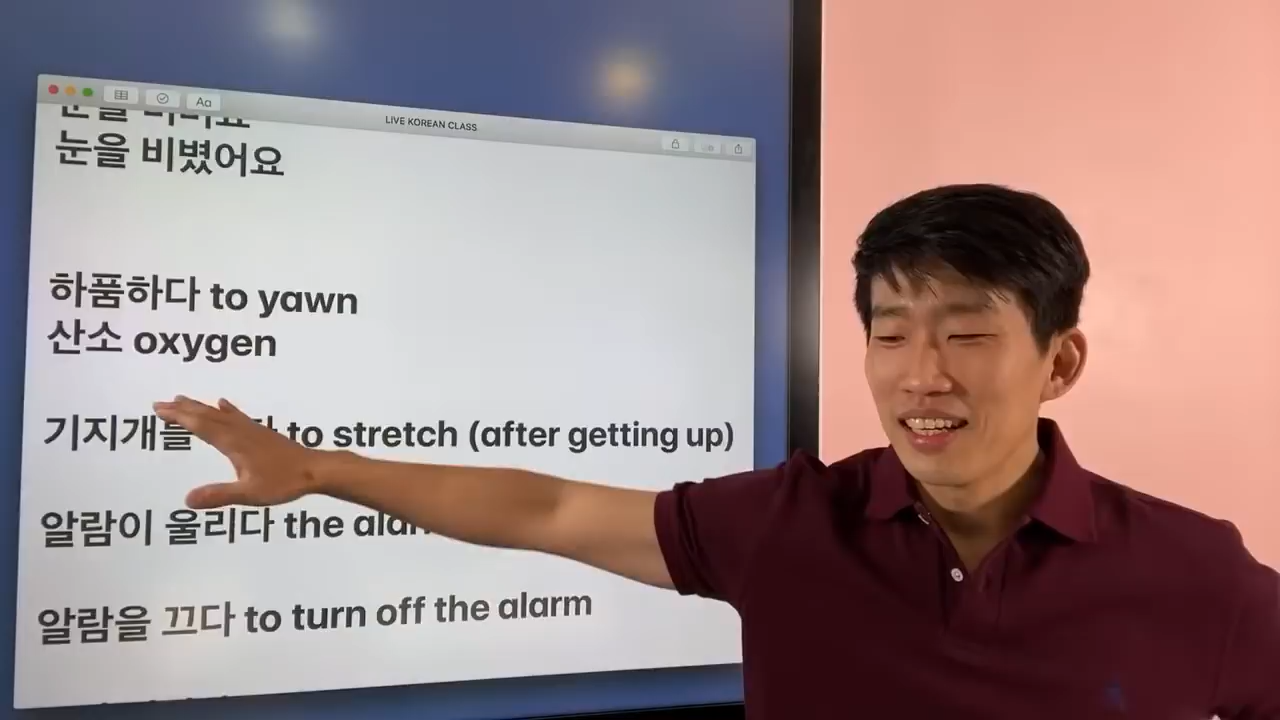 Aa
LIVE KOREAN CLASS
눈을
눈을 비볐어요
하품하다 to yawn
산소 oxygen
기지개를 to stretch (after getting up)
알람이 울리다 the
알람을 끄다 to turn off the alarm